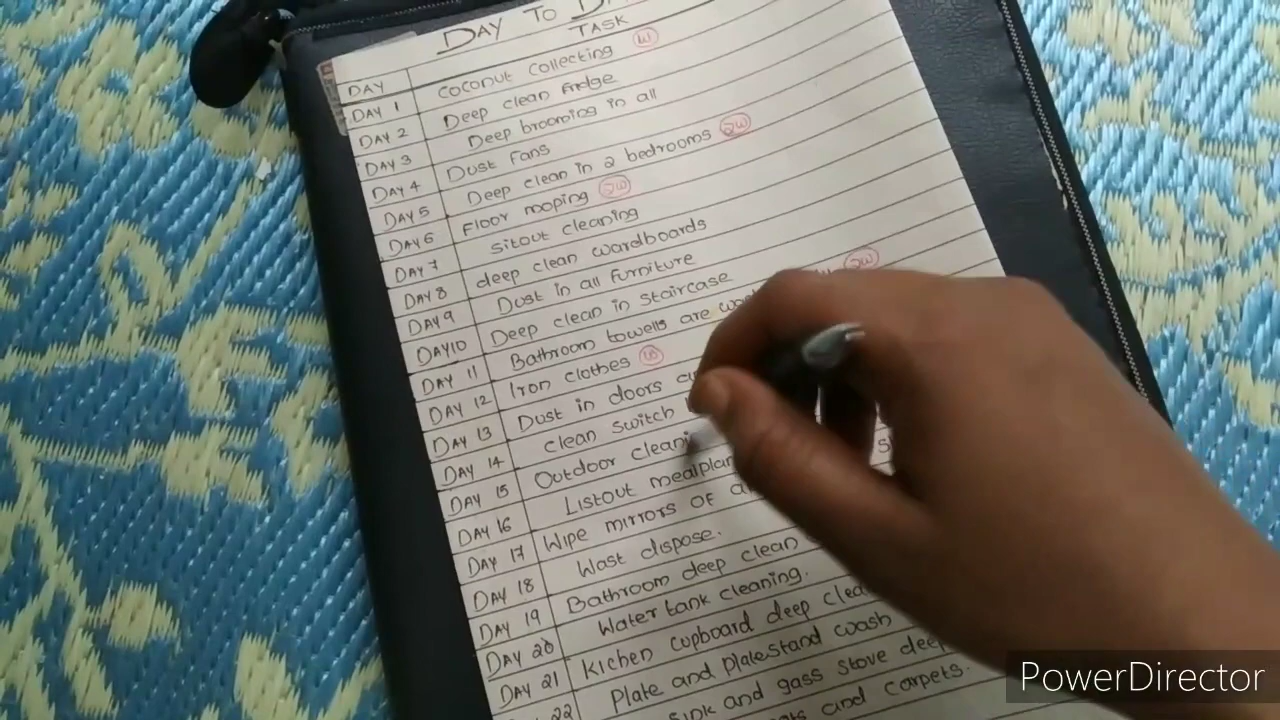 DAY TO
DAY TASK
DAY 1 Coconut collecting W
DAY 2 Deep clean Fridge
DAY 3 Deep brooming in all
DAY 4 Dust Fans
DAY 5 Deep clean in 2 bedrooms 2W
DAY 6 Floor moping 2W
DAY 7 sitout cleaning
DAY 8 deep clean wardboards
DAY 9 Dust in all furniture
DAY 10 Deep clean in staircase
DAY 11 Bathroom towells are 2W
DAY 12 Iron clothes W
DAY 13 Dust in doors
DAY 14 clean switch
DAY 15 Outdoor
DAY 16 Listout mealplan
DAY 17 Wipe mirrors of
DAY 18 Wast dispose.
DAY 19 Bathroom deep clean
DAY 20 Water tank cleaning.
DAY 21 Kichen cupboard deep
22 Plate and platestand wash
Sink and gass stove deep
and carpets.
PowerDirector